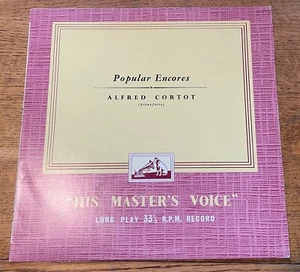 Popular Encores
ALFRED CORTOT
(pianoforte)
"HIS MASTER'S VOICE"
LONG PLAY 33⅓ R.P.M. RECORD